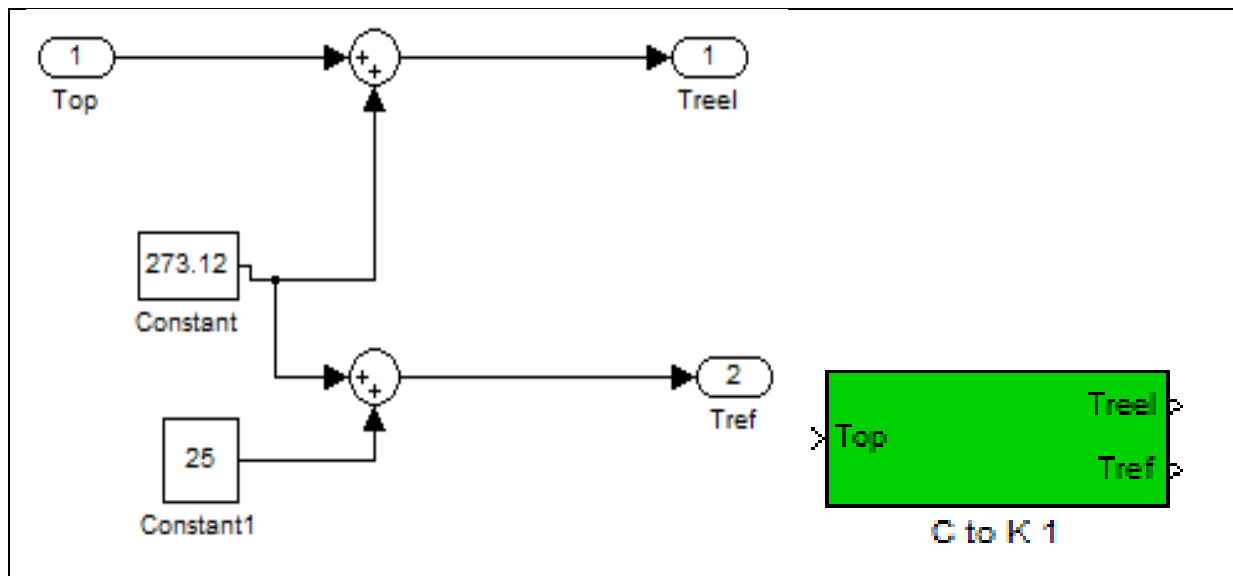 1
Top
+
+
1
Treel
273.12
Constant
+
+
2
Tref
25
Constant1
Top
Treel
Tref
C to K 1